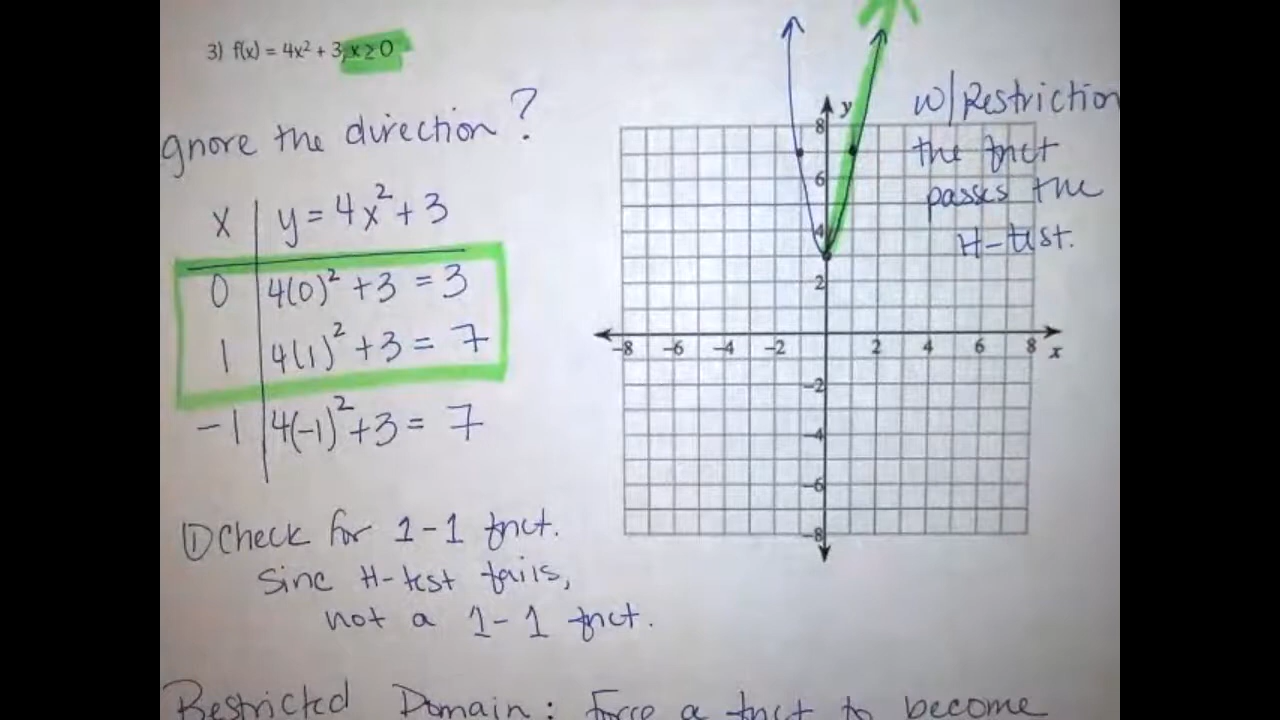 3) f(x) = 4x² + 3, x ≥ 0
gnore the direction ?
x y = 4x² + 3
0 4(0)² + 3 = 3
1 4(1)² + 3 = 7
-1 4(-1)² + 3 = 7
① Check for 1-1 fnct.
Sinc H-test fails,
not a 1-1 fnct.
Restricted Domain: Force a fnct to become
w/ Restriction
the fnct
passes the
H-test.
y
8
6
4
2
-8 -6 -4 -2 2 4 6 8 x
-2
-4
-6
-8